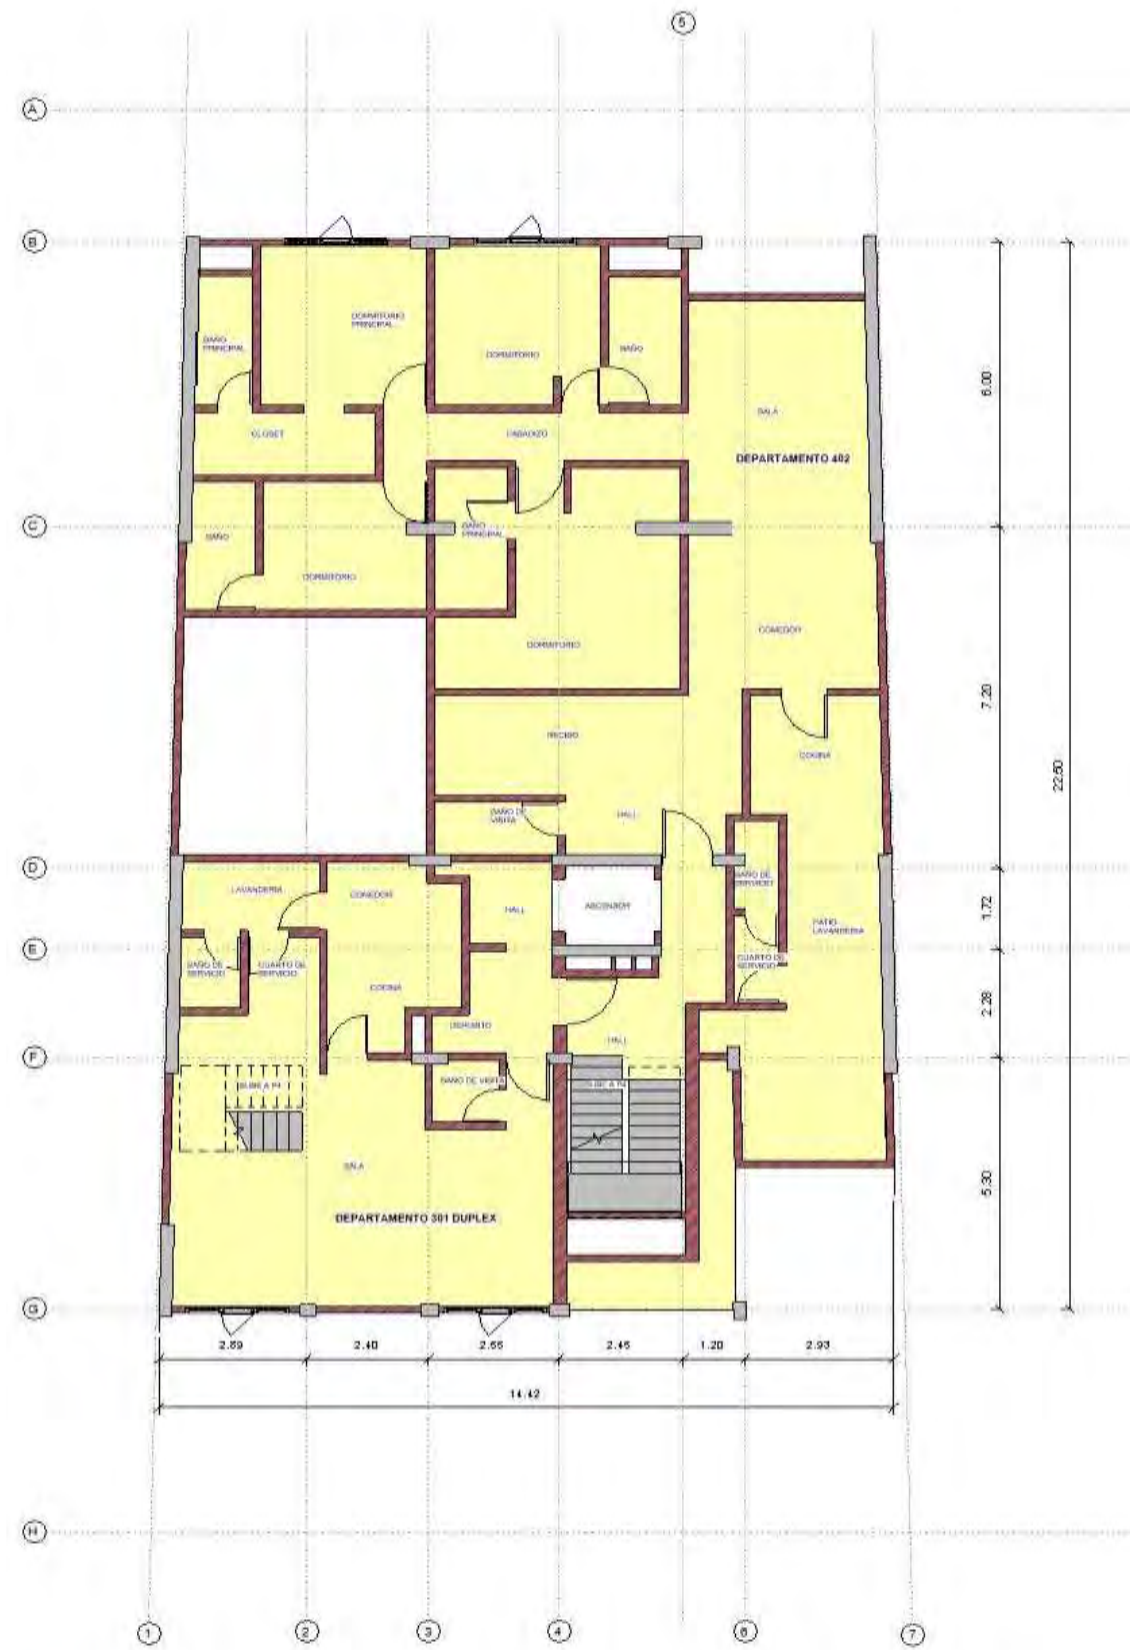 5
A
B
DORMITORIO
PRINCIPAL
BAÑO
PRINCIPAL
DORMITORIO
BAÑO
6.00
SALA
CLOSET
PASADIZO
DEPARTAMENTO 402
C
BAÑO
BAÑO
PRINCIPAL
DORMITORIO
COMEDOR
DORMITORIO
7.20
RECIBO
COCINA
22.50
BAÑO DE
VISITA
HALL
D
LAVANDERIA
COMEDOR
BAÑO DE
SERVICIO
HALL
ASCENSOR
1.72
PATIO
LAVANDERIA
E
BAÑO DE
SERVICIO
CUARTO DE
SERVICIO
CUARTO DE
SERVICIO
COCINA
2.28
HALL
F
SUBE A P4
BAÑO DE VISITA
SUBE A P4
SALA
5.30
DEPARTAMENTO 301 DUPLEX
G
2.40
2.45
1.20
2.93
14.42
H
1
2
3
4
6
7